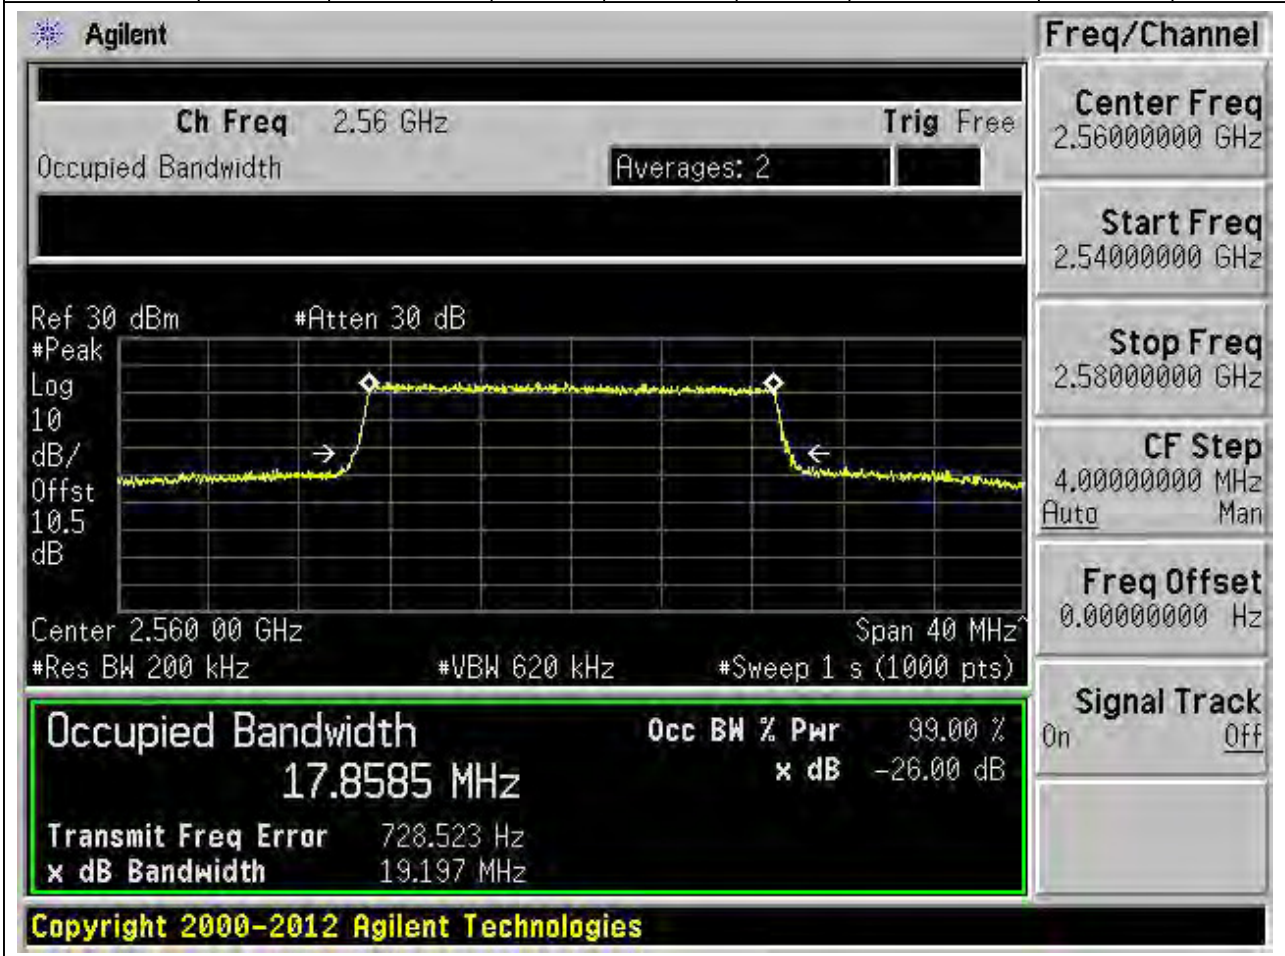 Agilent
Freq/Channel
Ch Freq 2.56 GHz
Trig Free
Occupied Bandwidth
Averages: 2
Center Freq
2.56000000 GHz
Start Freq
2.54000000 GHz
Stop Freq
2.58000000 GHz
CF Step
4.00000000 MHz
Auto Man
Freq Offset
0.00000000 Hz
Signal Track
On Off
Ref 30 dBm #Atten 30 dB
#Peak
Log
10
dB/
Offst
10.5
dB
Center 2.560 00 GHz Span 40 MHz^
#Res BW 200 kHz #VBW 620 kHz #Sweep 1 s (1000 pts)
Occupied Bandwidth
17.8585 MHz
Occ BW % Pwr 99.00 %
x dB -26.00 dB
Transmit Freq Error 728.523 Hz
x dB Bandwidth 19.197 MHz
Copyright 2000-2012 Agilent Technologies